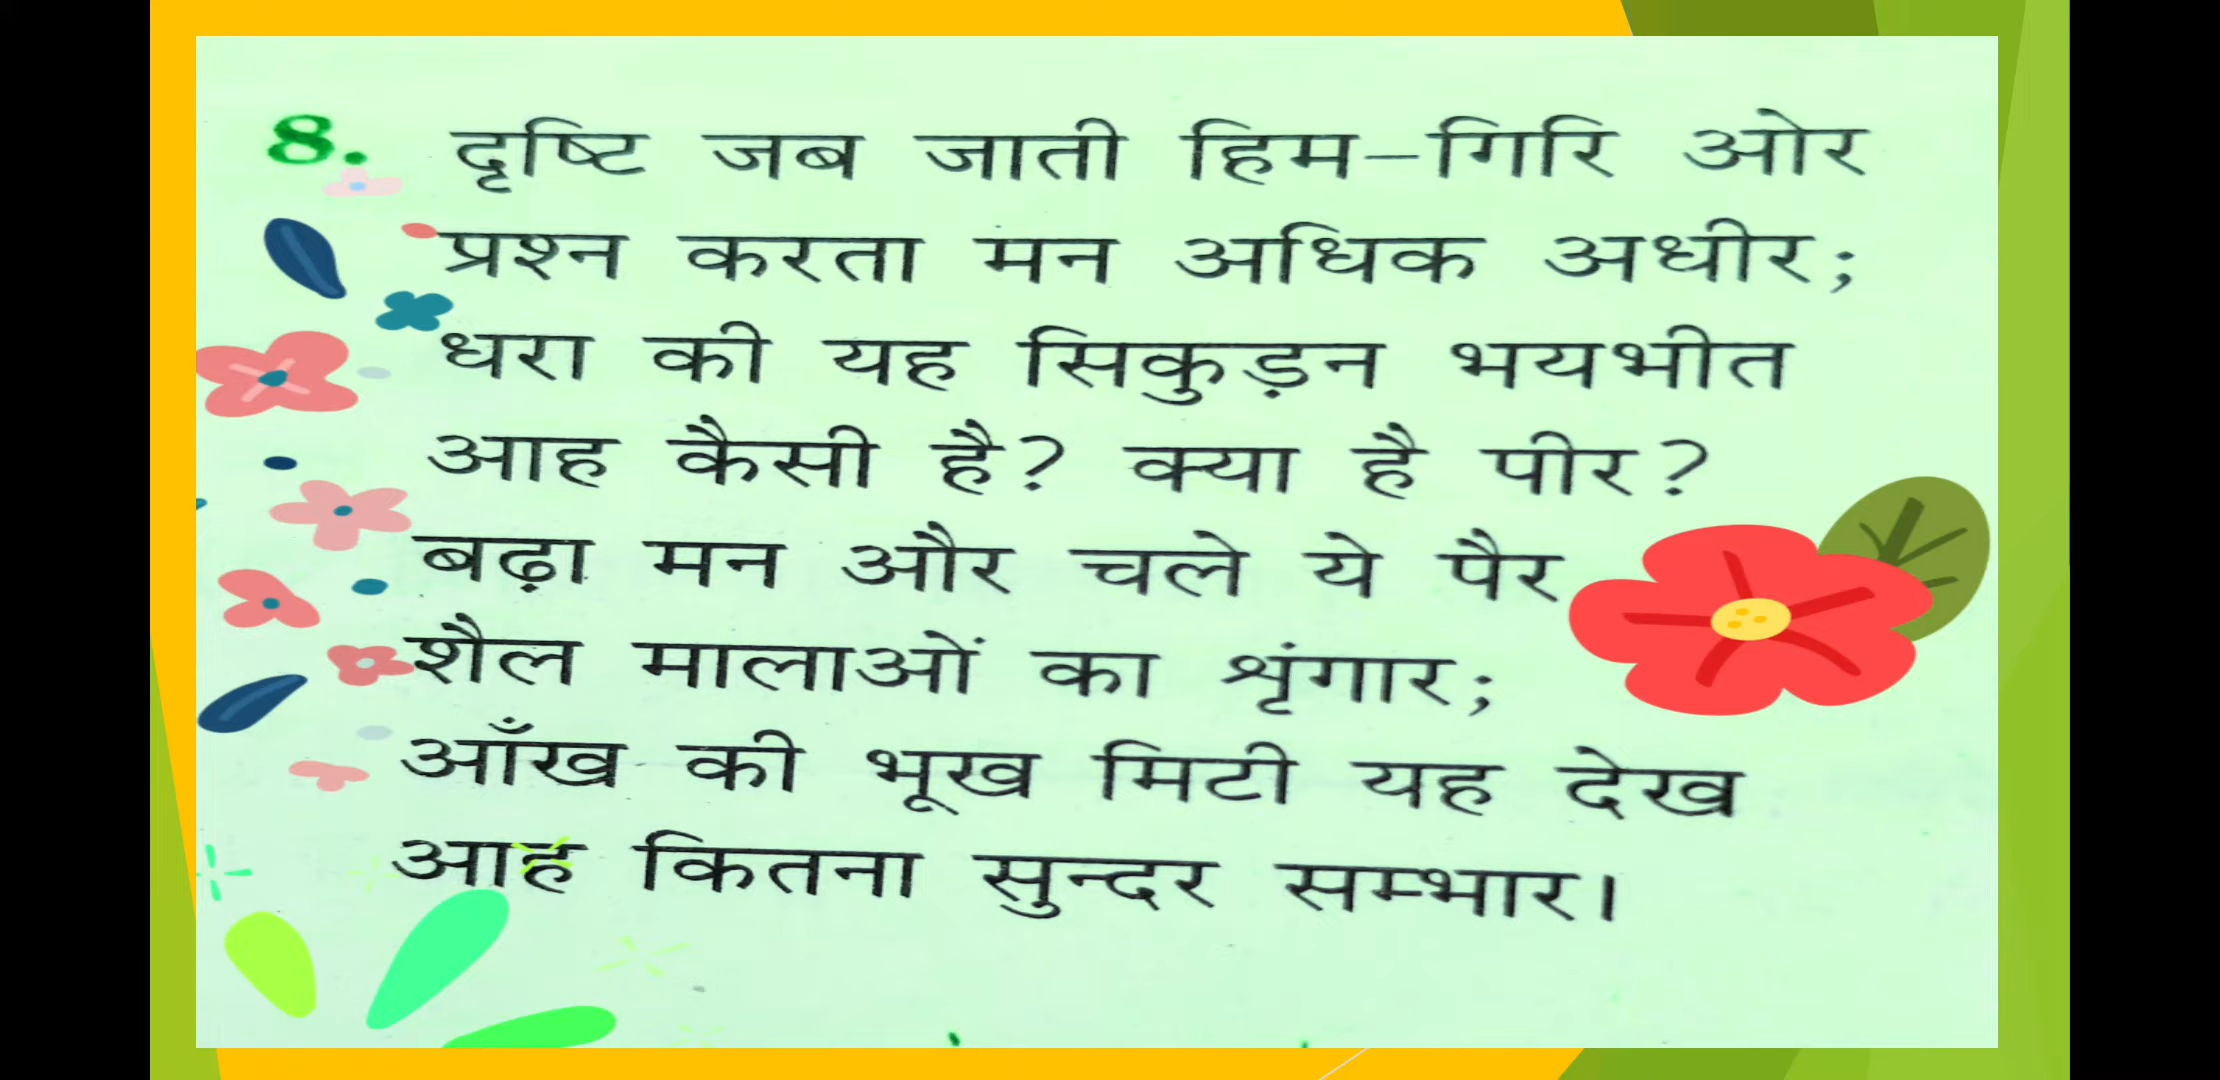 8. दृष्टि जब जाती हिम-गिरि ओर
प्रश्न करता मन अधिक अधीर;
धरा की यह सिकुड़न भयभीत
आह कैसी है? क्या है पीर?
बढ़ा मन और चले ये पैर
शैल मालाओं का शृंगार;
आँख की भूख मिटी यह देख
आह कितना सुन्दर सम्भार।